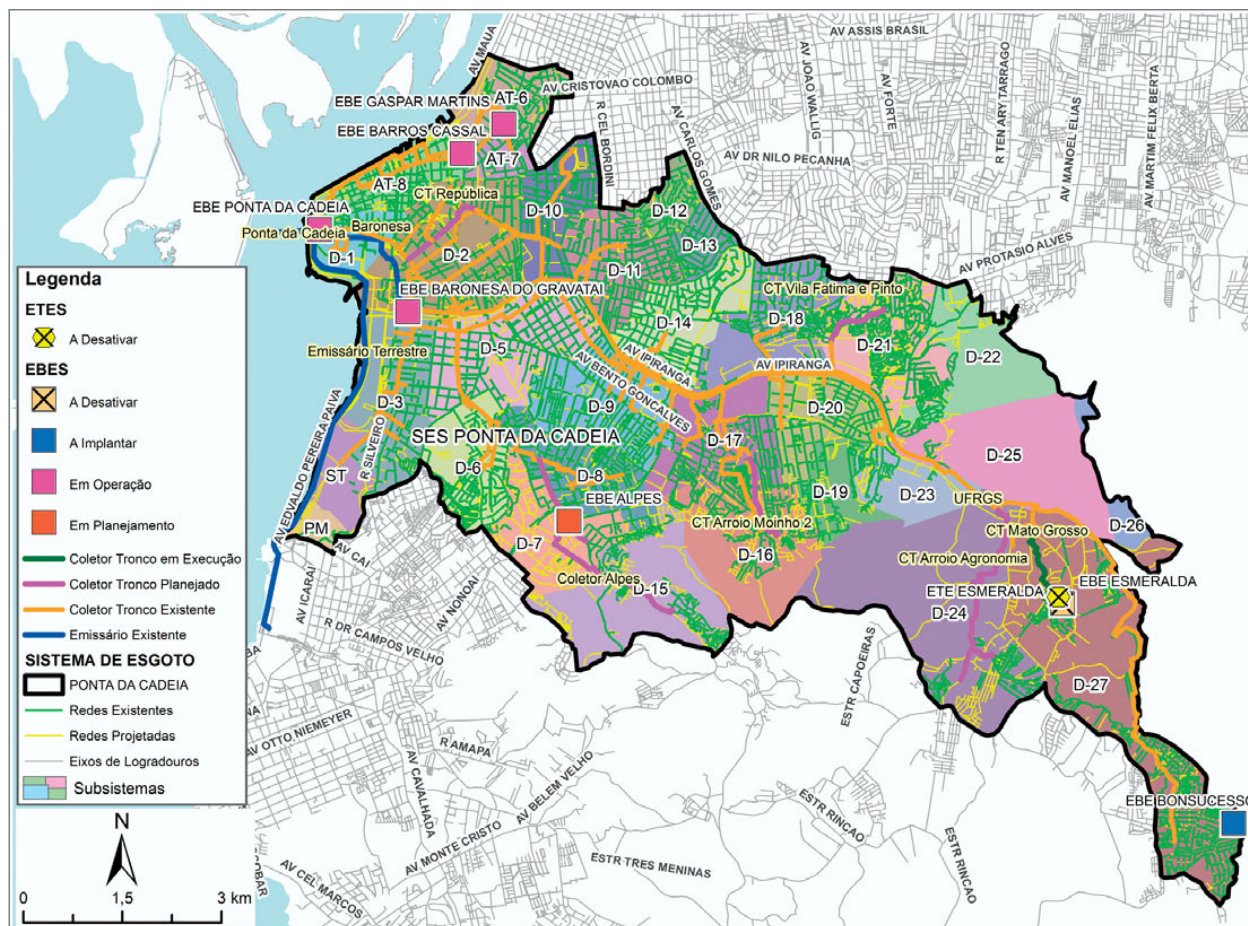 AV MAUA
AV ASSIS BRASIL
AV CRISTOVAO COLOMBO
AV JOAO WALLIG
AV FORTE
R TEN ARY TARRAGO
AV MANOEL ELIAS
AV MARTIM FELIX BERTA
R CEL BORDINI
AV CARLOS GOMES
AV DR NILO PECANHA
AV PROTASIO ALVES
EBE GASPAR MARTINS
AT-6
EBE BARROS CASSAL
AT-7
AT-8
CT República
EBE PONTA DA CADEIA
Ponta da Cadeia
Baronesa
D-1
D-2
D-10
D-12
D-13
D-11
EBE BARONESA DO GRAVATAI
CT Vila Fatima e Pinto
D-14
D-18
D-21
D-22
Emissário Terrestre
D-5
AV IPIRANGA
AV IPIRANGA
AV BENTO GONCALVES
D-3
D-9
D-20
AV EDVALDO PEREIRA PAIVA
R SILVEIRO
SES PONTA DA CADEIA
D-17
D-25
ST
D-6
D-8
D-19
D-23
UFRGS
EBE ALPES
CT Arroio Moinho 2
CT Mato Grosso
D-26
PM
AV CAI
D-7
D-16
CT Arroio Agronomia
AV ICARAI
AV NONOAI
Coletor Alpes
D-15
ETE ESMERALDA
EBE ESMERALDA
D-24
R DR CAMPOS VELHO
D-27
ESTR CAPOEIRAS
AV OTTO NIEMEYER
R AMAPA
AV CAVALHADA
AV BELEM VELHO
AV MONTE CRISTO
ESTR RINCAO
ESTR RINCAO
ESTR TRES MENINAS
AV CEL MARCOS
EBE BONSUCESSO
Legenda
ETES
A Desativar
EBES
A Desativar
A Implantar
Em Operação
Em Planejamento
Coletor Tronco em Execução
Coletor Tronco Planejado
Coletor Tronco Existente
Emissário Existente
SISTEMA DE ESGOTO
PONTA DA CADEIA
Redes Existentes
Redes Projetadas
Eixos de Logradouros
Subsistemas
N
0 1,5 3 km